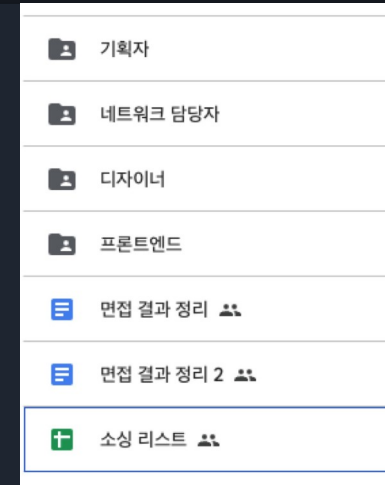 기획자
네트워크 담당자
디자이너
프론트엔드
면접 결과 정리
면접 결과 정리 2
소싱 리스트